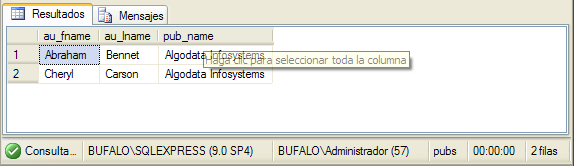 Resultados Mensajes
au_fname au_lname pub_name
1 Abraham Bennet Algodata Infosystems
Haga clic para seleccionar toda la columna
2 Cheryl Carson Algodata Infosystems
Consulta... BUFALO\SQLEXPRESS (9.0 SP4) BUFALO\Administrador (57) pubs 00:00:00 2 filas